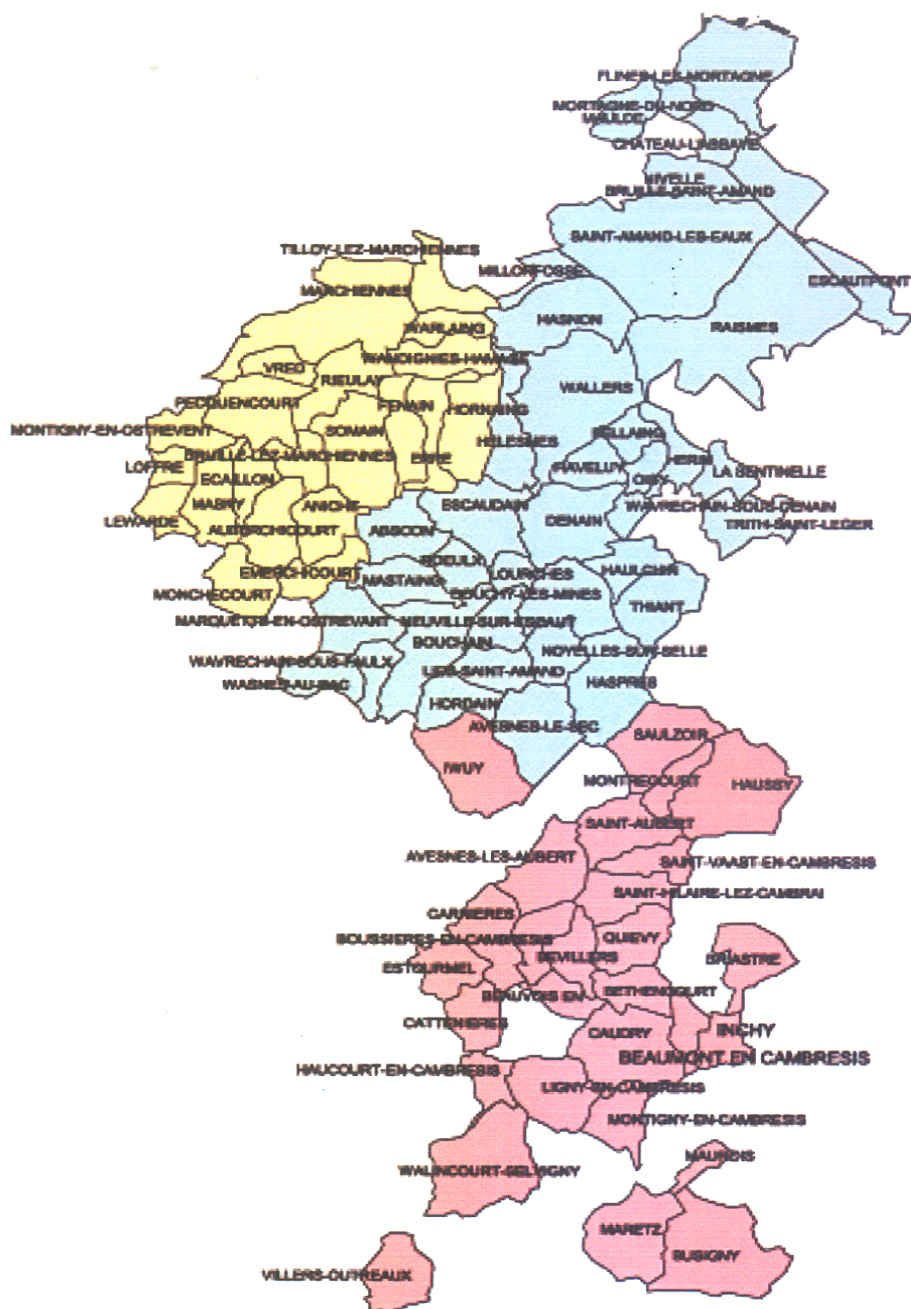 FLINES-LEZ-MORTAGNE
MORTAGNE-DU-NORD
MAULDE
CHATEAU-L'ABBAYE
NIVELLE
BRUILLE-SAINT-AMAND
SAINT-AMAND-LES-EAUX
TILLOY-LEZ-MARCHIENNES
MILLONFOSSE
ESCAUTPONT
MARCHIENNES
HASNON
RAISMES
WARLAING
WANDIGNIES-HAMAGE
VRED
RIEULAY
WALLERS
PECQUENCOURT
FENAIN
HORNAING
MONTIGNY-EN-OSTREVENT
SOMAIN
BELLAING
HELESMES
BRUILLE-LEZ-MARCHIENNES
ERRE
HERIN
LOFFRE
HAVELUY
LA SENTINELLE
ECAILLON
OISY
MASNY
ANICHE
ESCAUDAIN
WAVRECHAIN-SOUS-DENAIN
LEWARDE
AUBERCHICOURT
ABSCON
DENAIN
TRITH-SAINT-LEGER
ROEULX
EMERCHICOURT
LOURCHES
HAULCHIN
MASTAING
MONCHECOURT
DOUCHY-LES-MINES
THIANT
MARQUETTE-EN-OSTREVANT
NEUVILLE-SUR-ESCAUT
BOUCHAIN
NOYELLES-SUR-SELLE
WAVRECHAIN-SOUS-FAULX
LIEU-SAINT-AMAND
WASNES-AU-BAC
HASPRES
HORDAIN
AVESNES-LE-SEC
SAULZOIR
IWUY
MONTRECOURT
HAUSSY
SAINT-AUBERT
AVESNES-LES-AUBERT
SAINT-VAAST-EN-CAMBRESIS
SAINT-HILAIRE-LEZ-CAMBRAI
CARNIERES
BOUSSIERES-EN-CAMBRESIS
QUIEVY
BEVILLERS
BRIASTRE
ESTOURMEL
BEAUVOIS EN
BETHENCOURT
CATTENIERES
CAUDRY
INCHY
BEAUMONT EN CAMBRESIS
HAUCOURT-EN-CAMBRESIS
LIGNY-EN-CAMBRESIS
MONTIGNY-EN-CAMBRESIS
MAUROIS
WALINCOURT-SELVIGNY
MARETZ
BUSIGNY
VILLERS-OUTREAUX